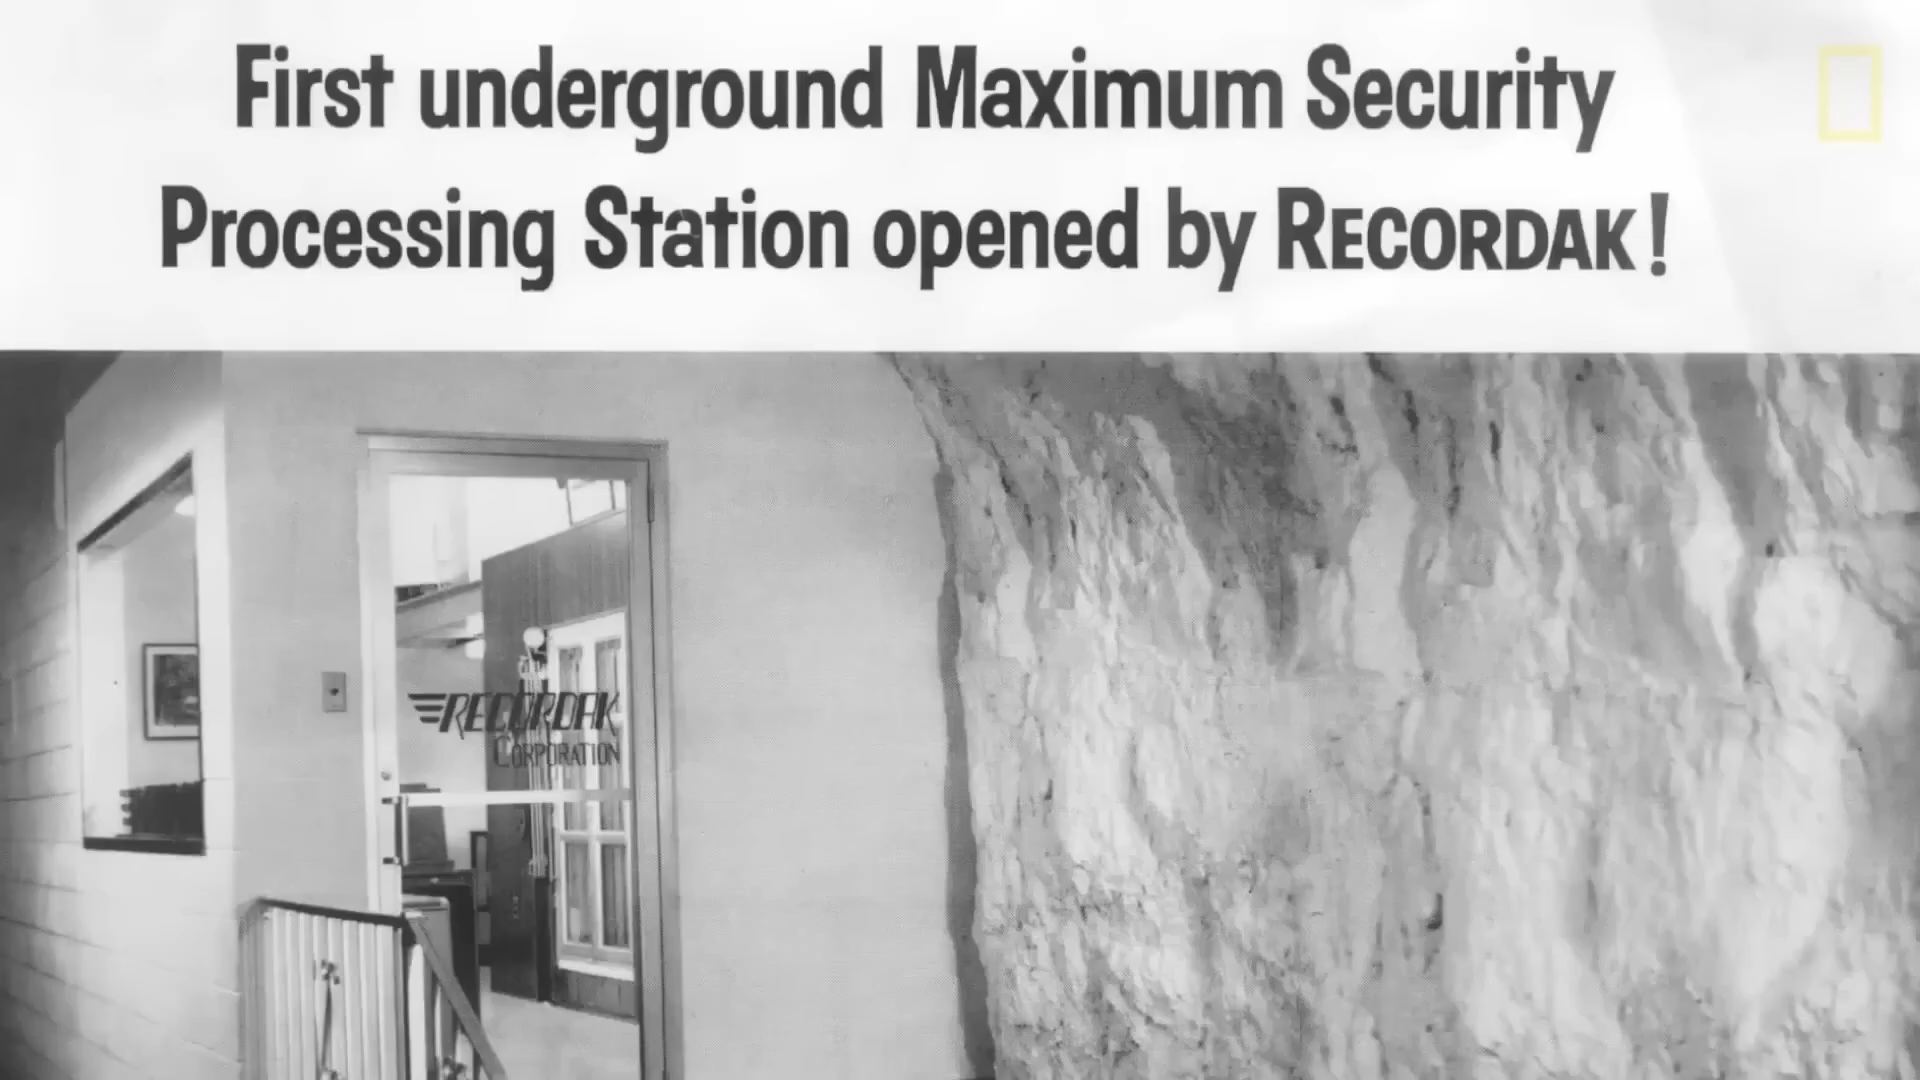 First underground Maximum Security
Processing Station opened by RECORDAK!
RECORDAK
CORPORATION